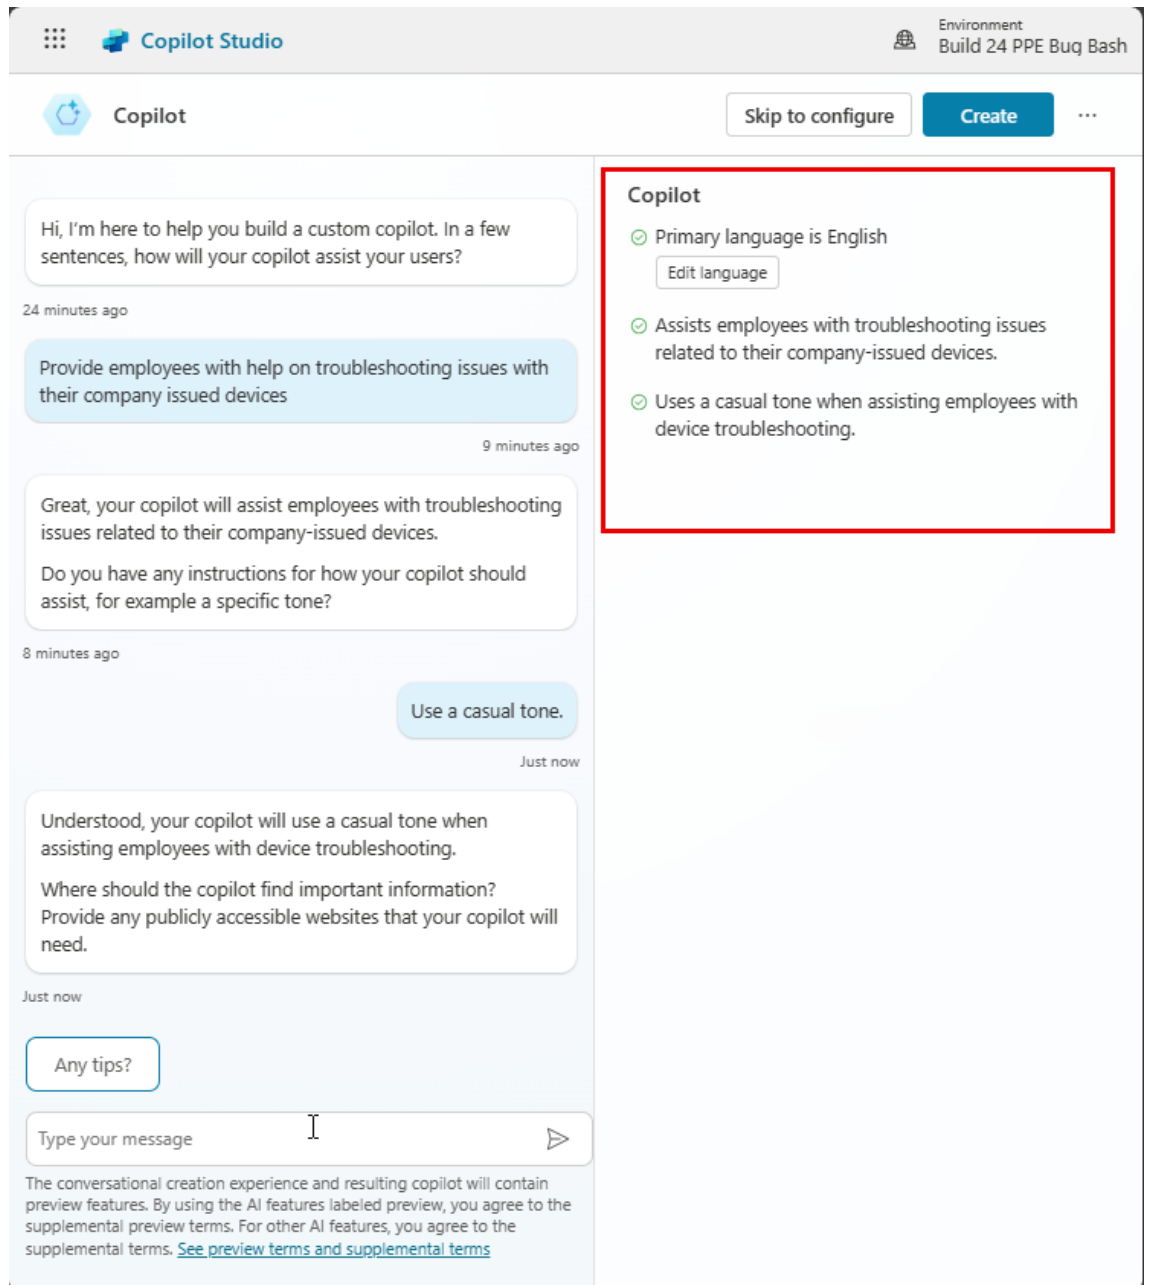 Copilot Studio
Environment
Build 24 PPE Bug Bash
Copilot
Skip to configure
Create
Hi, I'm here to help you build a custom copilot. In a few
sentences, how will your copilot assist your users?
24 minutes ago
Provide employees with help on troubleshooting issues with
their company issued devices
9 minutes ago
Great, your copilot will assist employees with troubleshooting
issues related to their company-issued devices.
Do you have any instructions for how your copilot should
assist, for example a specific tone?
8 minutes ago
Use a casual tone.
Just now
Understood, your copilot will use a casual tone when
assisting employees with device troubleshooting.
Where should the copilot find important information?
Provide any publicly accessible websites that your copilot will
need.
Just now
Any tips?
Type your message
The conversational creation experience and resulting copilot will contain
preview features. By using the AI features labeled preview, you agree to the
supplemental preview terms. For other AI features, you agree to the
supplemental terms. See preview terms and supplemental terms
Copilot
Primary language is English
Edit language
Assists employees with troubleshooting issues
related to their company-issued devices.
Uses a casual tone when assisting employees with
device troubleshooting.